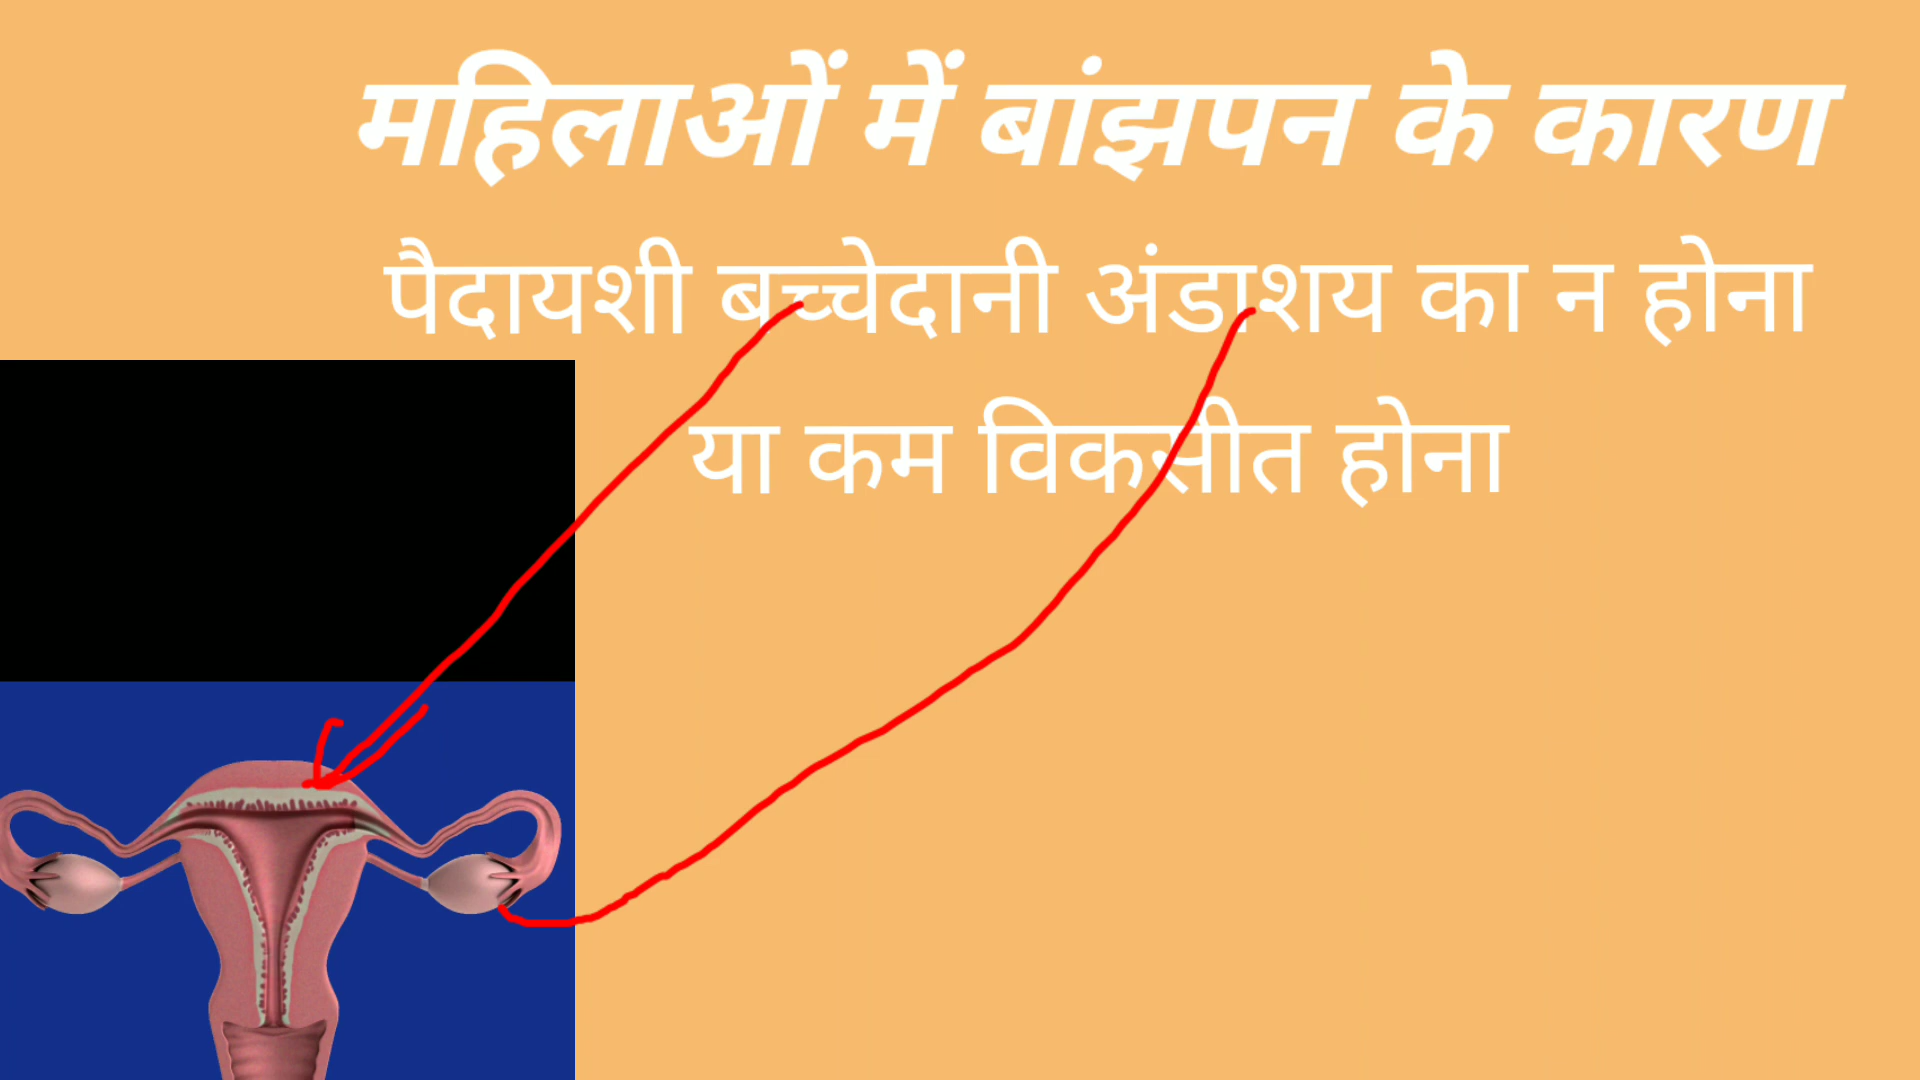 महिलाओं में बांझपन के कारण
पैदायशी बच्चेदानी अंडाशय का न होना
या कम विकसीत होना